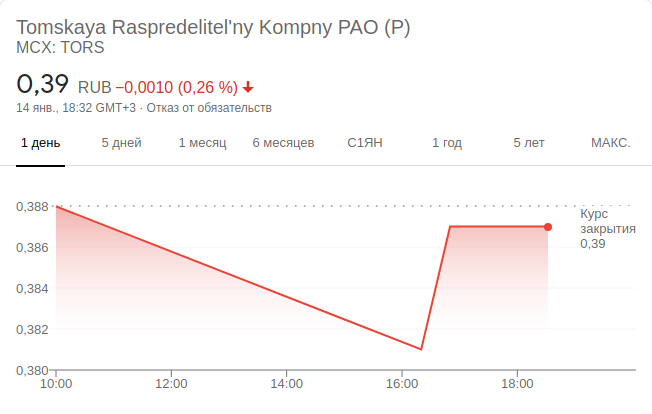 Tomskaya Raspredelitel'ny Kompny PAO (P)
MCX: TORS
0,39 RUB −0,0010 (0,26 %)
14 янв., 18:32 GMT+3 · Отказ от обязательств
1 день 5 дней 1 месяц 6 месяцев С1ЯН 1 год 5 лет МАКС.
0,388
0,386
0,384
0,382
0,380
Курс
закрытия
0,39
10:00 12:00 14:00 16:00 18:00